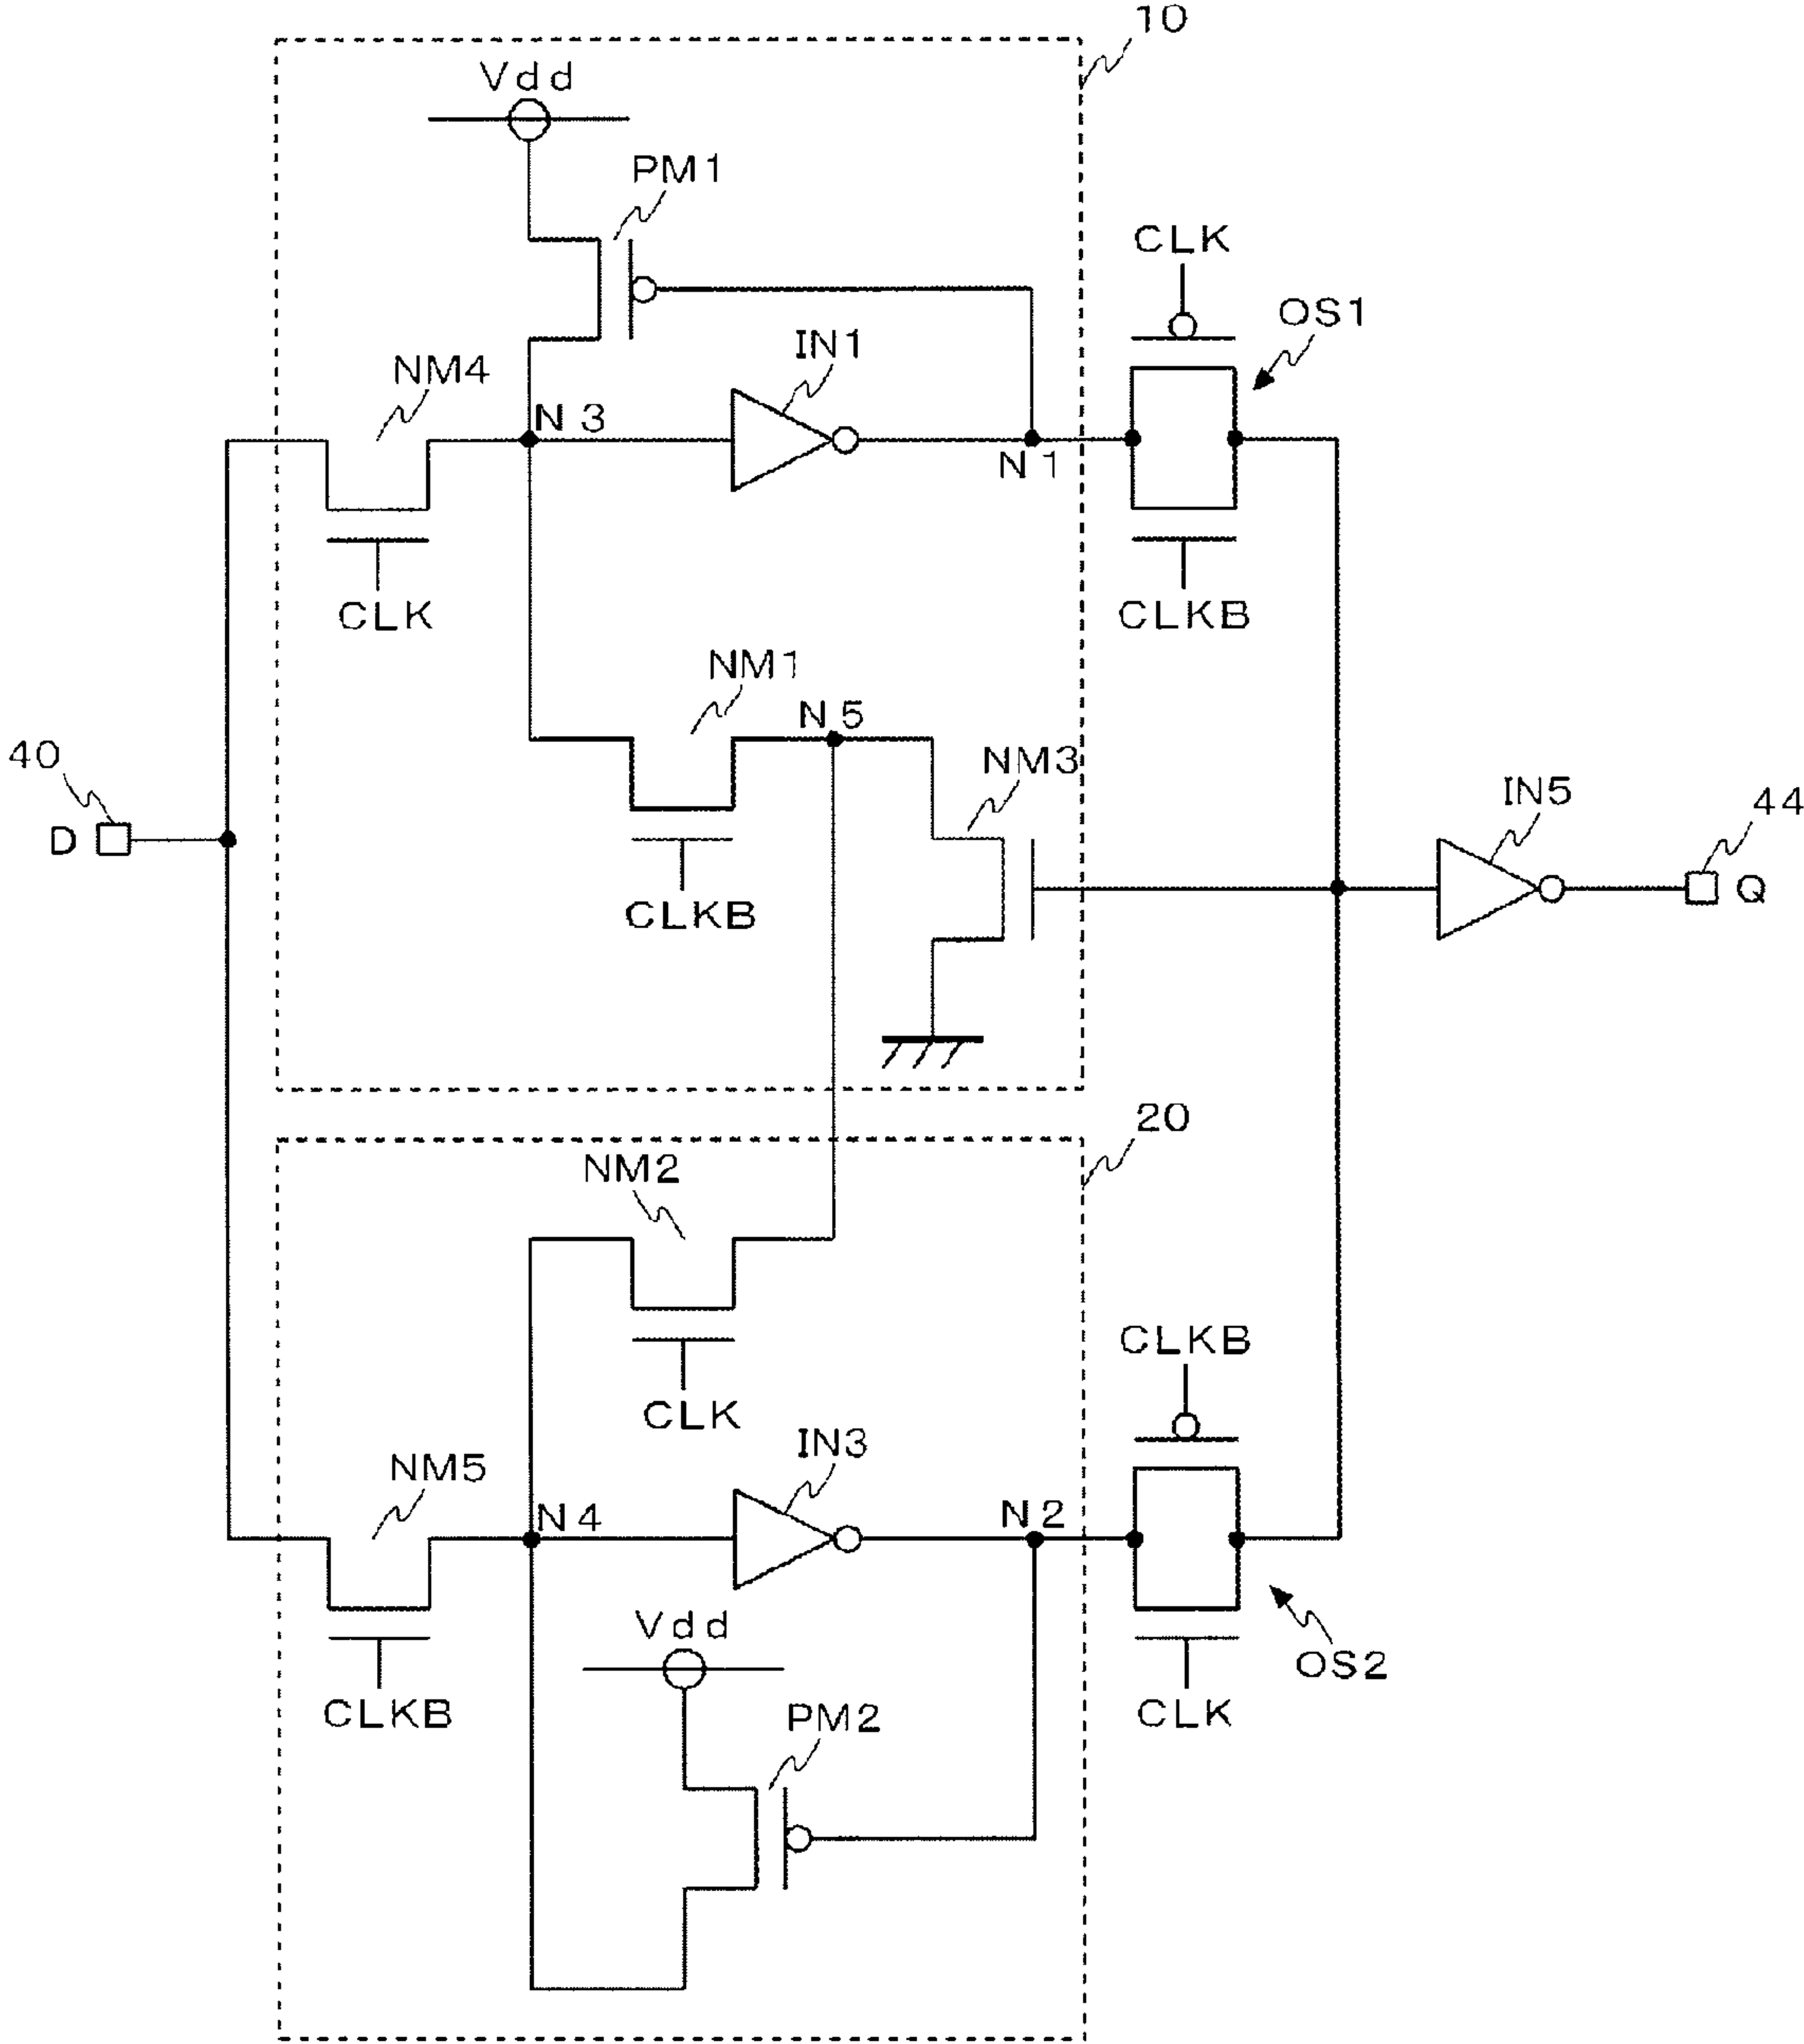 10
Vdd
PM1
CLK
OS1
IN1
NM4
N3
N1
CLK
CLKB
NM1
N5
NM3
40
D
IN5
44
Q
CLKB
20
NM2
CLKB
CLK
IN3
NM5
N4
N2
Vdd
OS2
CLKB
PM2
CLK